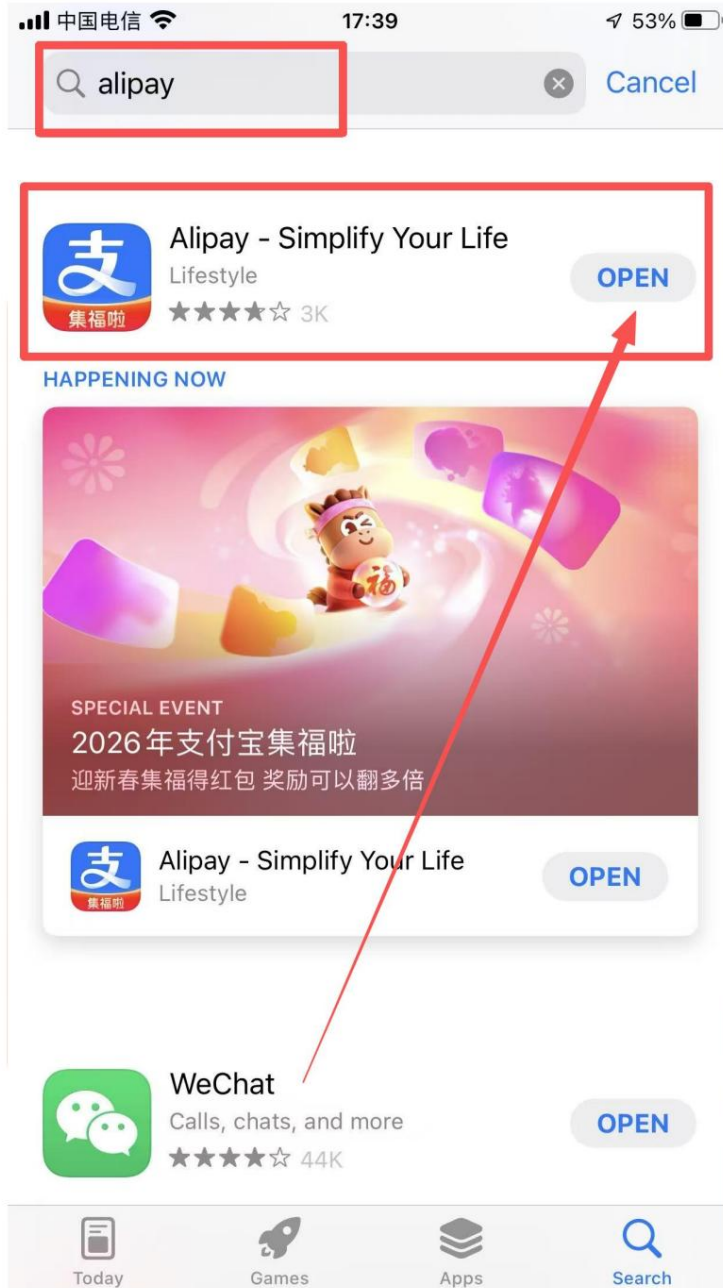 中国电信
17:39
53%
alipay
Cancel
支
集福啦
Alipay - Simplify Your Life
Lifestyle
OPEN
3K
HAPPENING NOW
福
SPECIAL EVENT
2026年支付宝集福啦
迎新春集福得红包 奖励可以翻多倍
支
集福啦
Alipay - Simplify Your Life
Lifestyle
OPEN
WeChat
Calls, chats, and more
OPEN
44K
Today
Games
Apps
Search